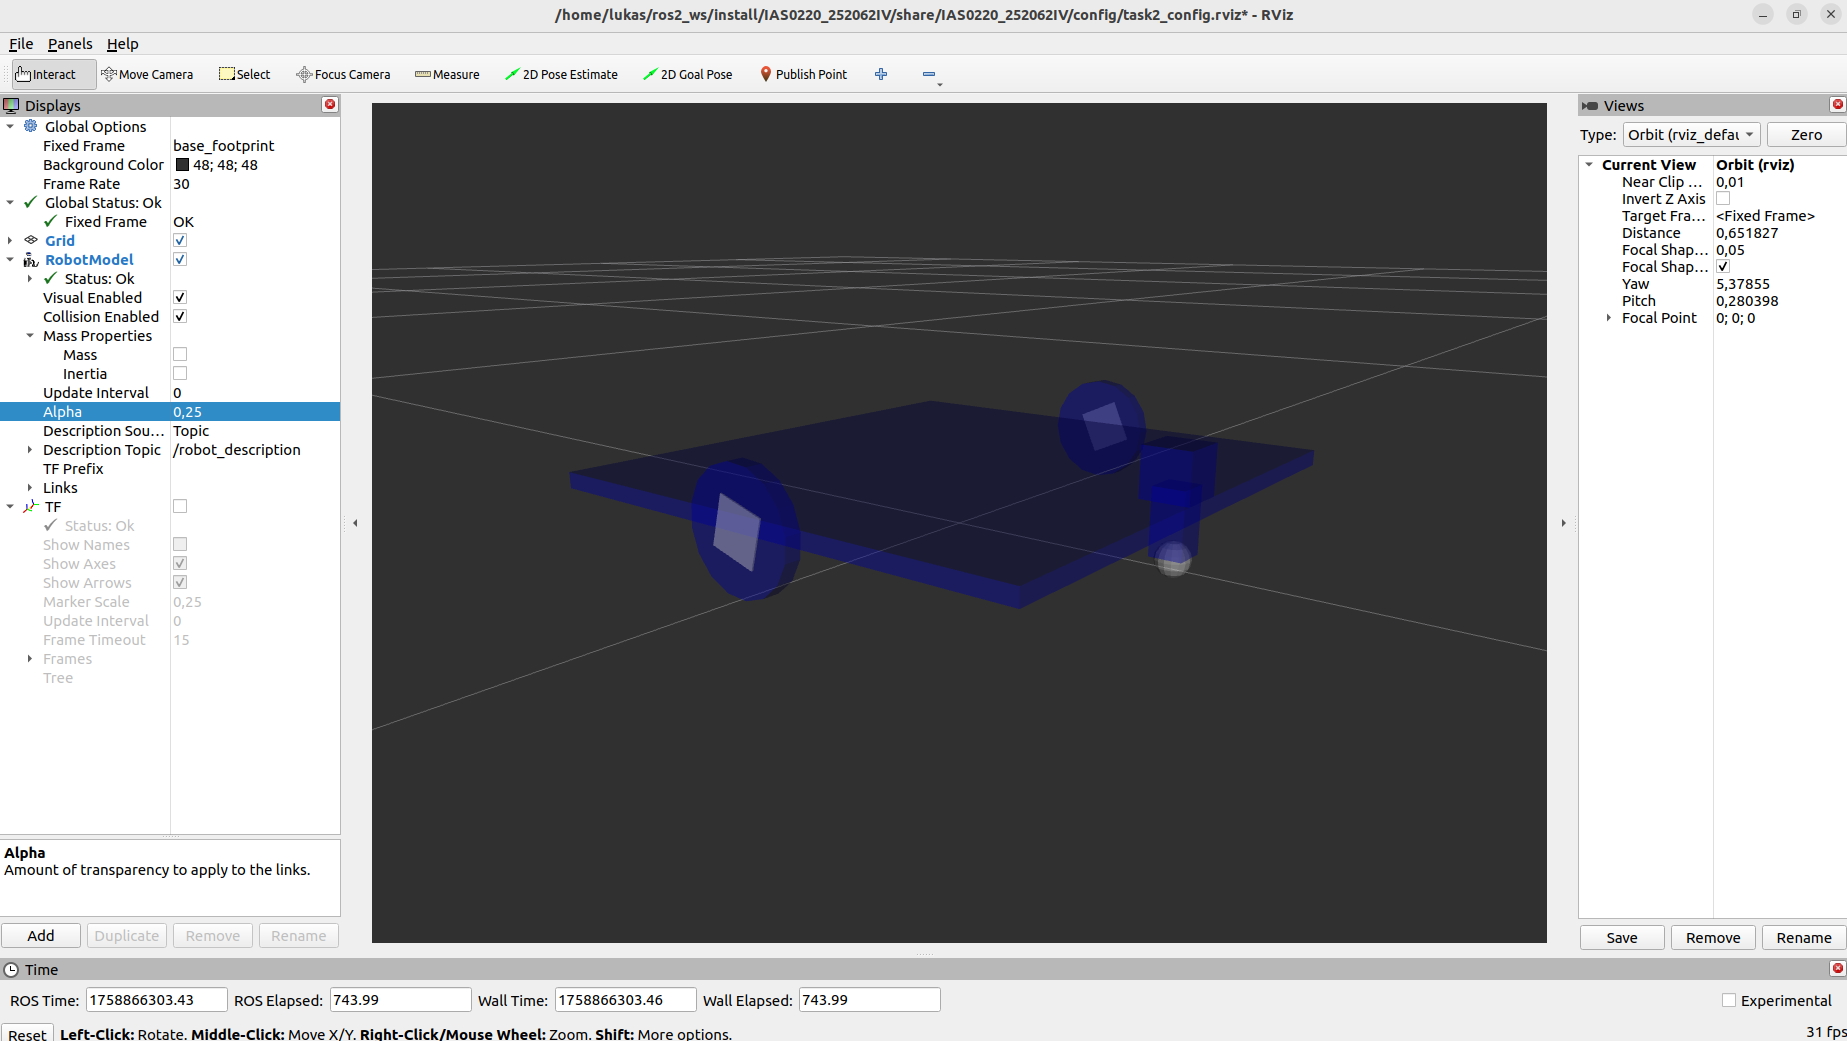 /home/lukas/ros2_ws/install/IAS0220_252062IV/share/IAS0220_252062IV/config/task2_config.rviz* - RViz
File Panels Help
Interact Move Camera Select Focus Camera Measure 2D Pose Estimate 2D Goal Pose Publish Point
Displays
Global Options
Fixed Frame base_footprint
Background Color 48; 48; 48
Frame Rate 30
Global Status: Ok
Fixed Frame OK
Grid
RobotModel
Status: Ok
Visual Enabled
Collision Enabled
Mass Properties
Mass
Inertia
Update Interval 0
Alpha 0,25
Description Sou... Topic
Description Topic /robot_description
TF Prefix
Links
TF
Status: Ok
Show Names
Show Axes
Show Arrows
Marker Scale 0,25
Update Interval 0
Frame Timeout 15
Frames
Tree
Alpha
Amount of transparency to apply to the links.
Add Duplicate Remove Rename
Views
Type: Orbit (rviz_defau Zero
Current View Orbit (rviz)
Near Clip ... 0,01
Invert Z Axis
Target Fra... <Fixed Frame>
Distance 0,651827
Focal Shap... 0,05
Focal Shap...
Yaw 5,37855
Pitch 0,280398
Focal Point 0; 0; 0
Save Remove Rename
Time
ROS Time: 1758866303.43 ROS Elapsed: 743.99 Wall Time: 1758866303.46 Wall Elapsed: 743.99 Experimental
Reset Left-Click: Rotate. Middle-Click: Move X/Y. Right-Click/Mouse Wheel: Zoom. Shift: More options. 31 fps